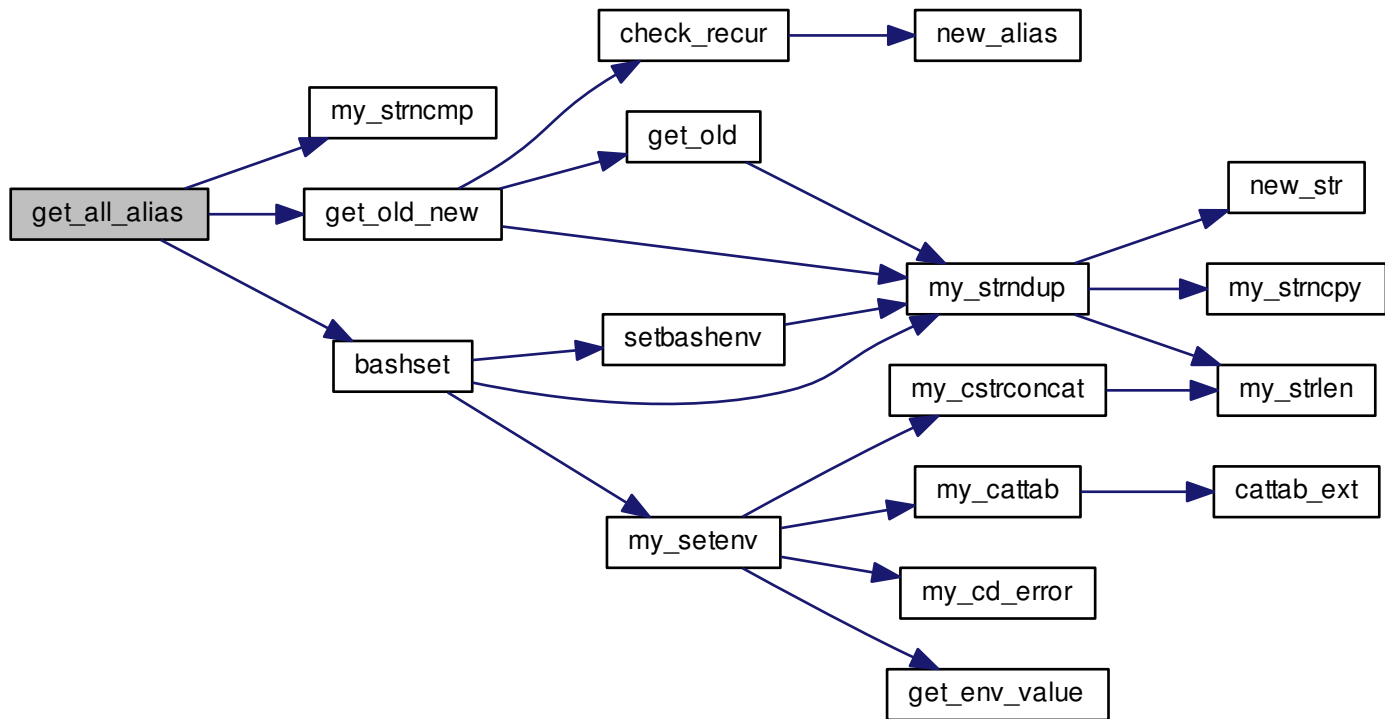 check_recur
new_alias
my_strncmp
get_old
new_str
get_all_alias
get_old_new
my_strndup
my_strncpy
setbashenv
bashset
my_cstrconcat
my_strlen
my_cattab
cattab_ext
my_setenv
my_cd_error
get_env_value